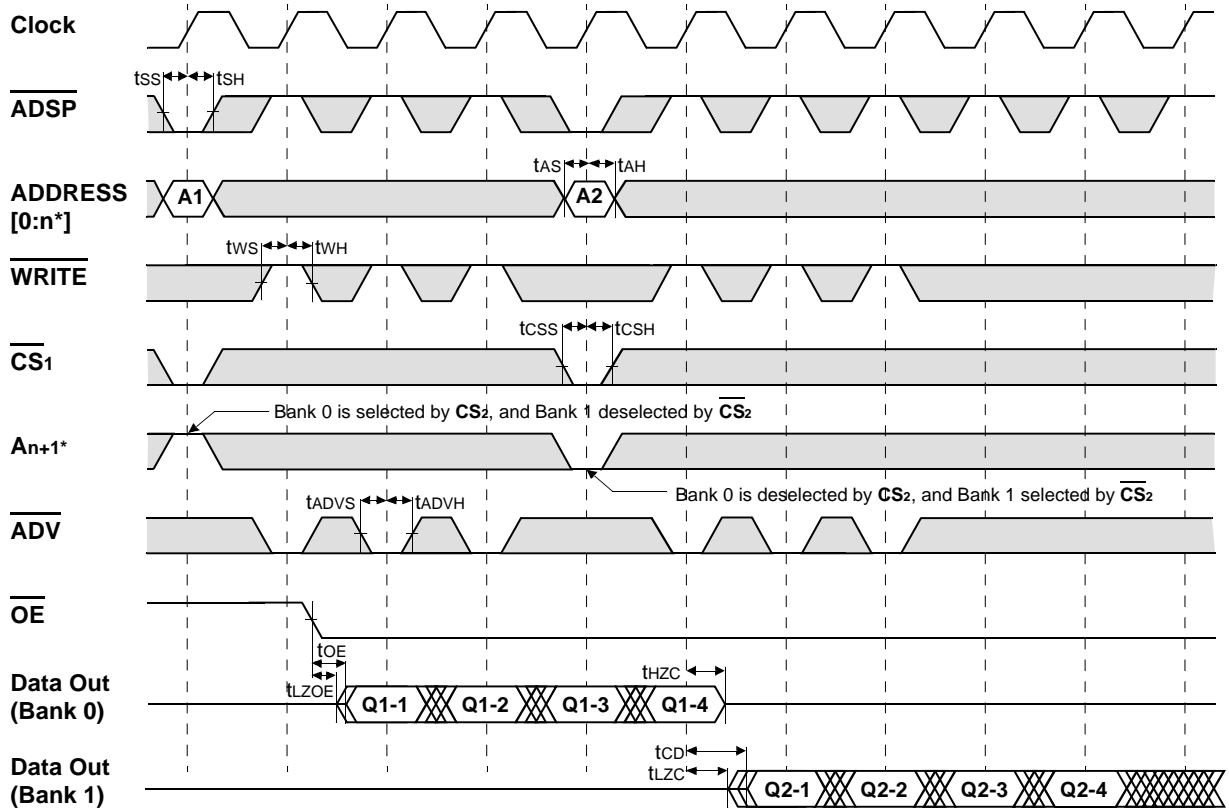 Clock
tSS tSH
ADSP
tAS tAH
ADDRESS
[0:n*]
A1 A2
tWS tWH
WRITE
tCSS tCSH
CS1
Bank 0 is selected by CS2, and Bank 1 deselected by CS2
An+1*
Bank 0 is deselected by CS2, and Bank 1 selected by CS2
tADVS tADVH
ADV
OE
tOE
tHZC
tLZOE
Data Out
(Bank 0)
Q1-1 Q1-2 Q1-3 Q1-4
tCD
tLZC
Data Out
(Bank 1)
Q2-1 Q2-2 Q2-3 Q2-4